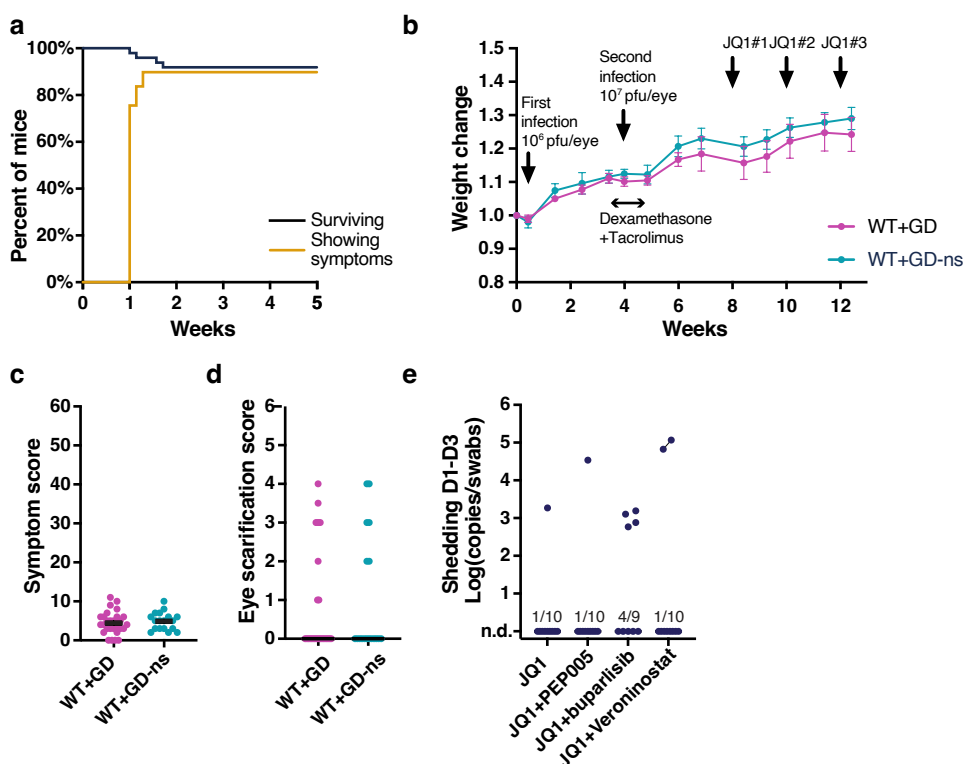 a
100%
80%
60%
40%
20%
0%
Percent of mice
0 1 2 3 4 5
Weeks
Surviving
Showing
symptoms
b
1.5
1.4
1.3
1.2
1.1
1.0
0.9
0.8
Weight change
First
infection
10⁶ pfu/eye
Second
infection
10⁷ pfu/eye
JQ1#1 JQ1#2 JQ1#3
Dexamethasone
+Tacrolimus
WT+GD
WT+GD-ns
0 2 4 6 8 10 12
Weeks
c
60
50
40
30
20
10
0
Symptom score
WT+GD
WT+GD-ns
d
6
5
4
3
2
1
0
Eye scarification score
WT+GD
WT+GD-ns
e
6
5
4
3
2
1
n.d.
Shedding D1-D3
Log(copies/swabs)
1/10 1/10 4/9 1/10
JQ1
JQ1+PEP005
JQ1+buparlisib
JQ1+Veroninostat